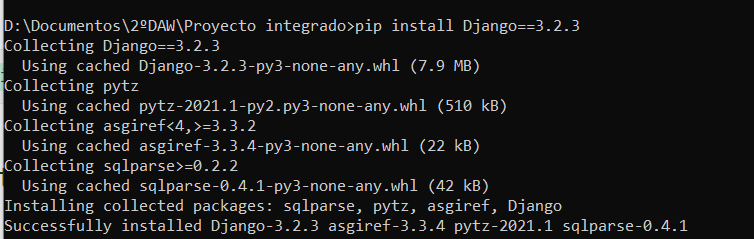 D:\Documentos\2ºDAW\Proyecto integrado>pip install Django==3.2.3
Collecting Django==3.2.3
  Using cached Django-3.2.3-py3-none-any.whl (7.9 MB)
Collecting pytz
  Using cached pytz-2021.1-py2.py3-none-any.whl (510 kB)
Collecting asgiref<4,>=3.3.2
  Using cached asgiref-3.3.4-py3-none-any.whl (22 kB)
Collecting sqlparse>=0.2.2
  Using cached sqlparse-0.4.1-py3-none-any.whl (42 kB)
Installing collected packages: sqlparse, pytz, asgiref, Django
Successfully installed Django-3.2.3 asgiref-3.3.4 pytz-2021.1 sqlparse-0.4.1